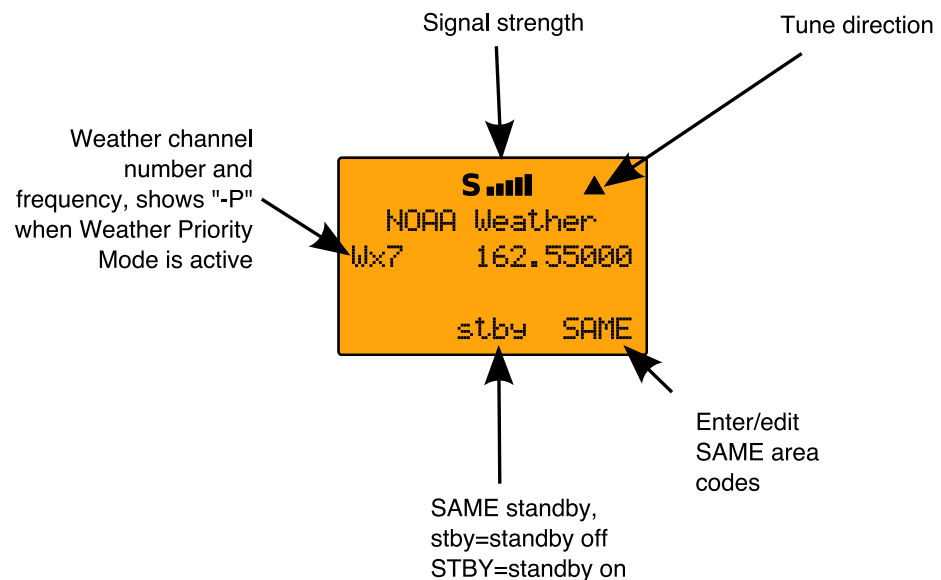 Signal strength
Tune direction
Weather channel
number and
frequency, shows "-P"
when Weather Priority
Mode is active
S
NOAA Weather
Wx7 162.55000
stby SAME
Enter/edit
SAME area
codes
SAME standby,
stby=standby off
STBY=standby on